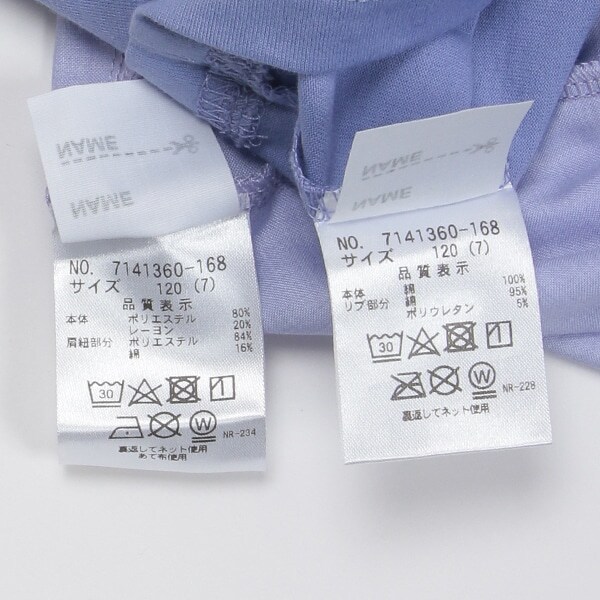 NAME
NAME
NO. 7141360-168
サイズ 120 (7)
品質表示
本体 ポリエステル 80%
レーヨン 20%
肩紐部分 ポリエステル 84%
綿 16%
30
NR-234
裏返してネット使用
あて布使用
NAME
NAME
NO. 7141360-168
サイズ 120 (7)
品質表示
本体 綿 100%
リブ部分 綿 95%
ポリウレタン 5%
30
W
NR-228
裏返してネット使用